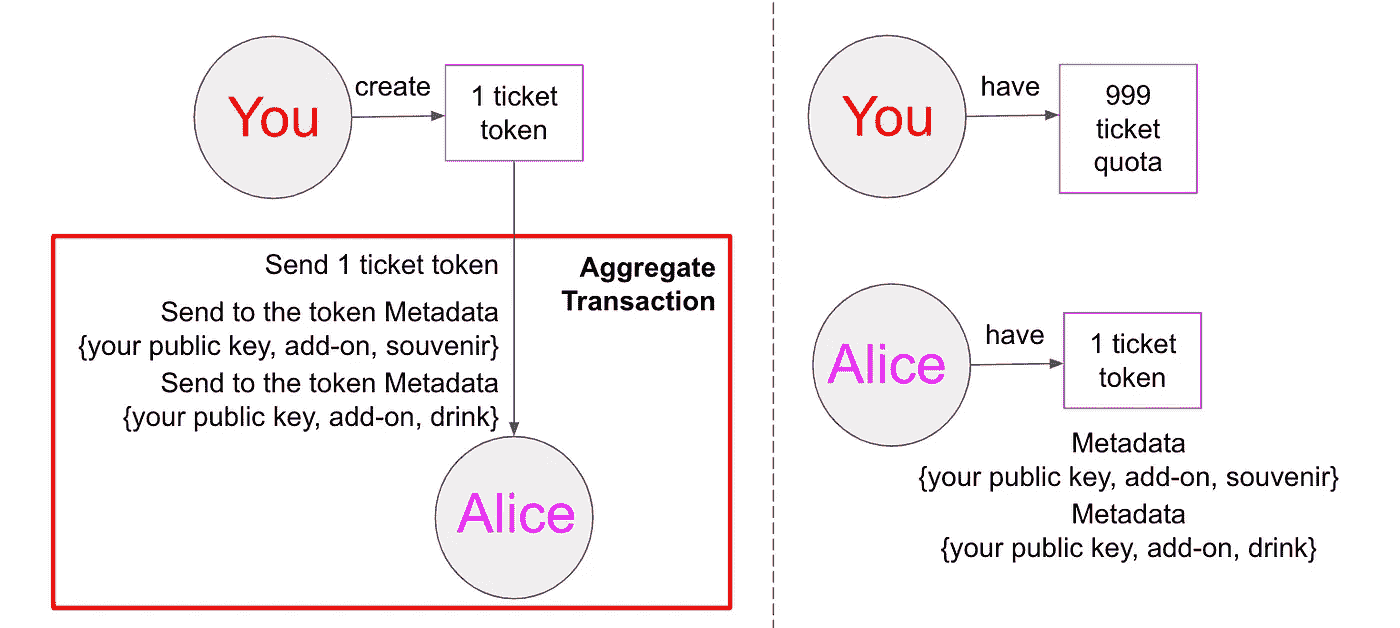 You
create
1 ticket
token
Send 1 ticket token
Aggregate
Transaction
Send to the token Metadata
{your public key, add-on, souvenir}
Send to the token Metadata
{your public key, add-on, drink}
Alice
You
have
999
ticket
quota
Alice
have
1 ticket
token
Metadata
{your public key, add-on, souvenir}
Metadata
{your public key, add-on, drink}